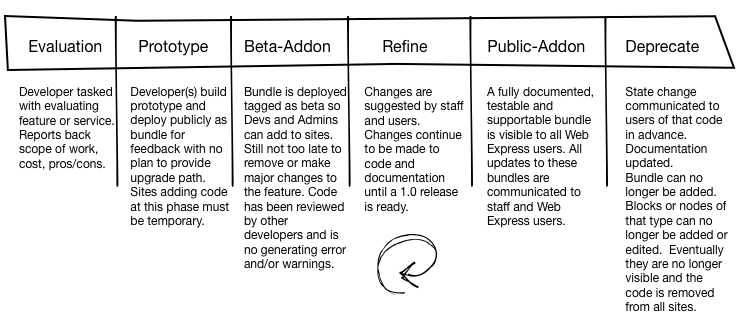 Evaluation
Prototype
Beta-Addon
Refine
Public-Addon
Deprecate
Developer tasked
with evaluating
feature or service.
Reports back
scope of work,
cost, pros/cons.
Developer(s) build
prototype and
deploy publicly as
bundle for
feedback with no
plan to provide
upgrade path.
Sites adding code
at this phase must
be temporary.
Bundle is deployed
tagged as beta so
Devs and Admins
can add to sites.
Still not too late to
remove or make
major changes to
the feature. Code
has been reviewed
by other
developers and is
no generating error
and/or warnings.
Changes are
suggested by staff
and users.
Changes continue
to be made to
code and
documentation
until a 1.0 release
is ready.
A fully documented,
testable and
supportable bundle
is visible to all Web
Express users. All
updates to these
bundles are
communicated to
staff and Web
Express users.
State change
communicated to
users of that code
in advance.
Documentation
updated.
Bundle can no
longer be added.
Blocks or nodes of
that type can no
longer be added or
edited. Eventually
they are no longer
visible and the
code is removed
from all sites.